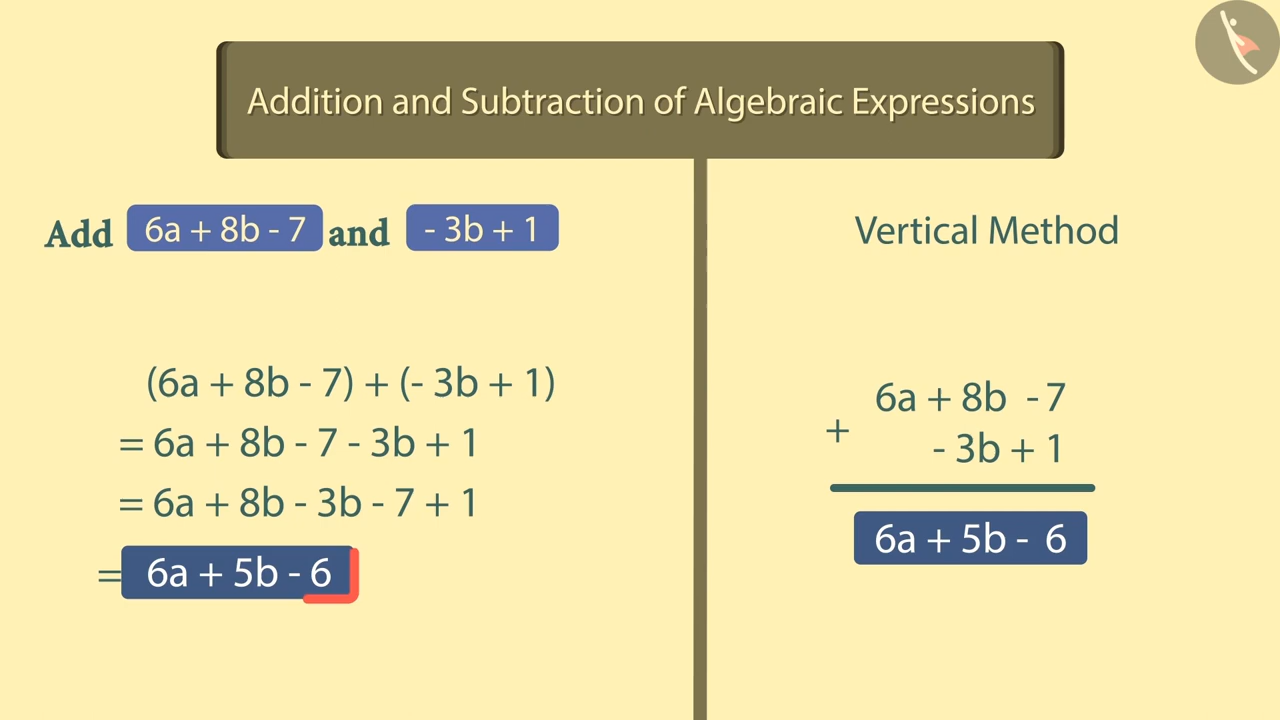 Addition and Subtraction of Algebraic Expressions
Add 6a + 8b - 7 and - 3b + 1
(6a + 8b - 7) + (- 3b + 1)
= 6a + 8b - 7 - 3b + 1
= 6a + 8b - 3b - 7 + 1
= 6a + 5b - 6
Vertical Method
6a + 8b - 7
+ - 3b + 1
6a + 5b - 6